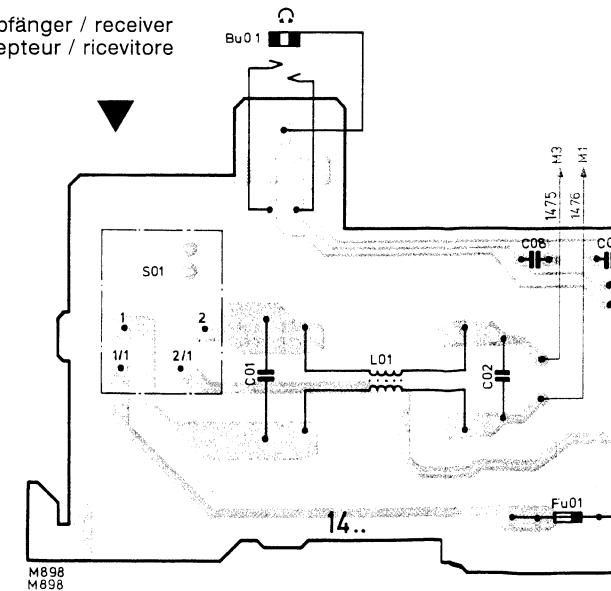 pfänger / receiver
epteur / ricevitore
Bu01
M3
M1
1475
1476
C08
S01
1
2
1/1
2/1
C01
L01
C02
Fu01
14..
M898
M898